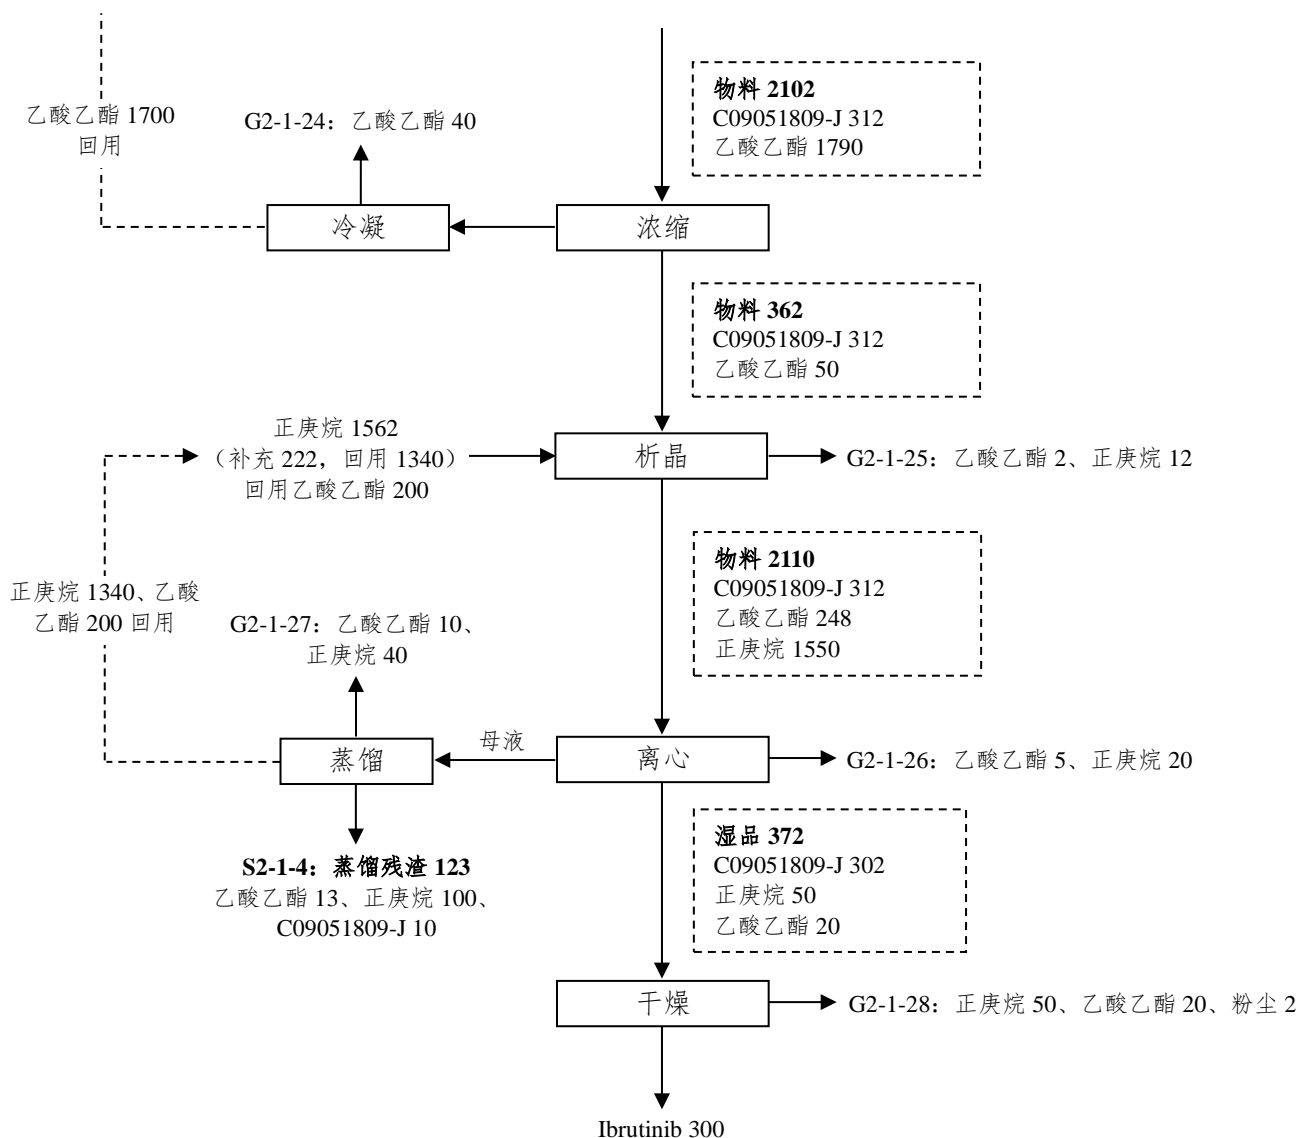 物料 2102
C09051809-J 312
乙酸乙酯 1790
乙酸乙酯 1700
回用
G2-1-24：乙酸乙酯 40
冷凝
浓缩
物料 362
C09051809-J 312
乙酸乙酯 50
正庚烷 1562
（补充 222，回用 1340）
回用乙酸乙酯 200
析晶
G2-1-25：乙酸乙酯 2、正庚烷 12
物料 2110
C09051809-J 312
乙酸乙酯 248
正庚烷 1550
正庚烷 1340、乙酸
乙酯 200 回用
G2-1-27：乙酸乙酯 10、
正庚烷 40
蒸馏
母液
离心
G2-1-26：乙酸乙酯 5、正庚烷 20
湿品 372
C09051809-J 302
正庚烷 50
乙酸乙酯 20
S2-1-4：蒸馏残渣 123
乙酸乙酯 13、正庚烷 100、
C09051809-J 10
干燥
G2-1-28：正庚烷 50、乙酸乙酯 20、粉尘 2
Ibrutinib 300